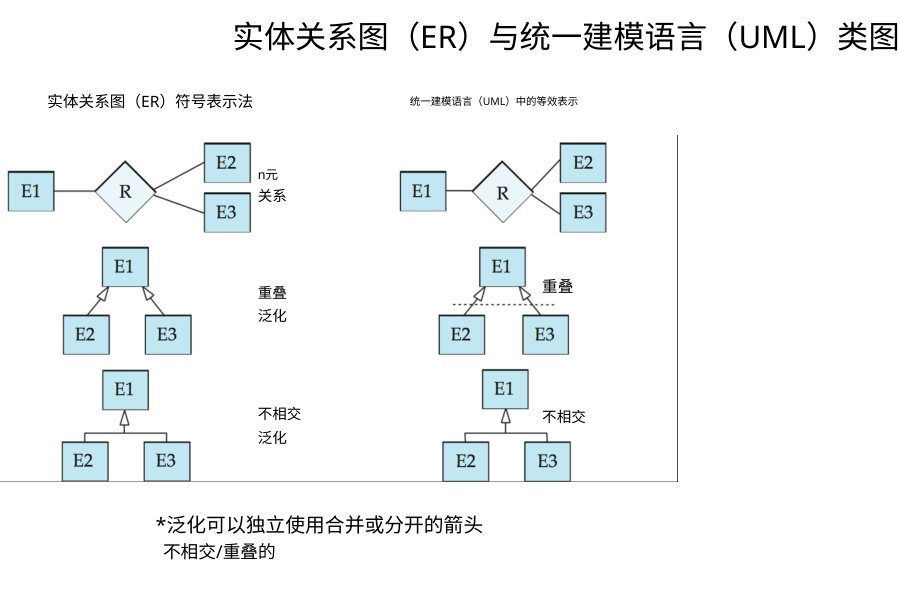 实体关系图（ER）与统一建模语言（UML）类图
实体关系图（ER）符号表示法
统一建模语言（UML）中的等效表示
E1
R
E2
E3
n元
关系
E1
R
E2
E3
E1
E2
E3
重叠
泛化
E1
重叠
E2
E3
E1
E2
E3
不相交
泛化
E1
不相交
E2
E3
*泛化可以独立使用合并或分开的箭头
不相交/重叠的